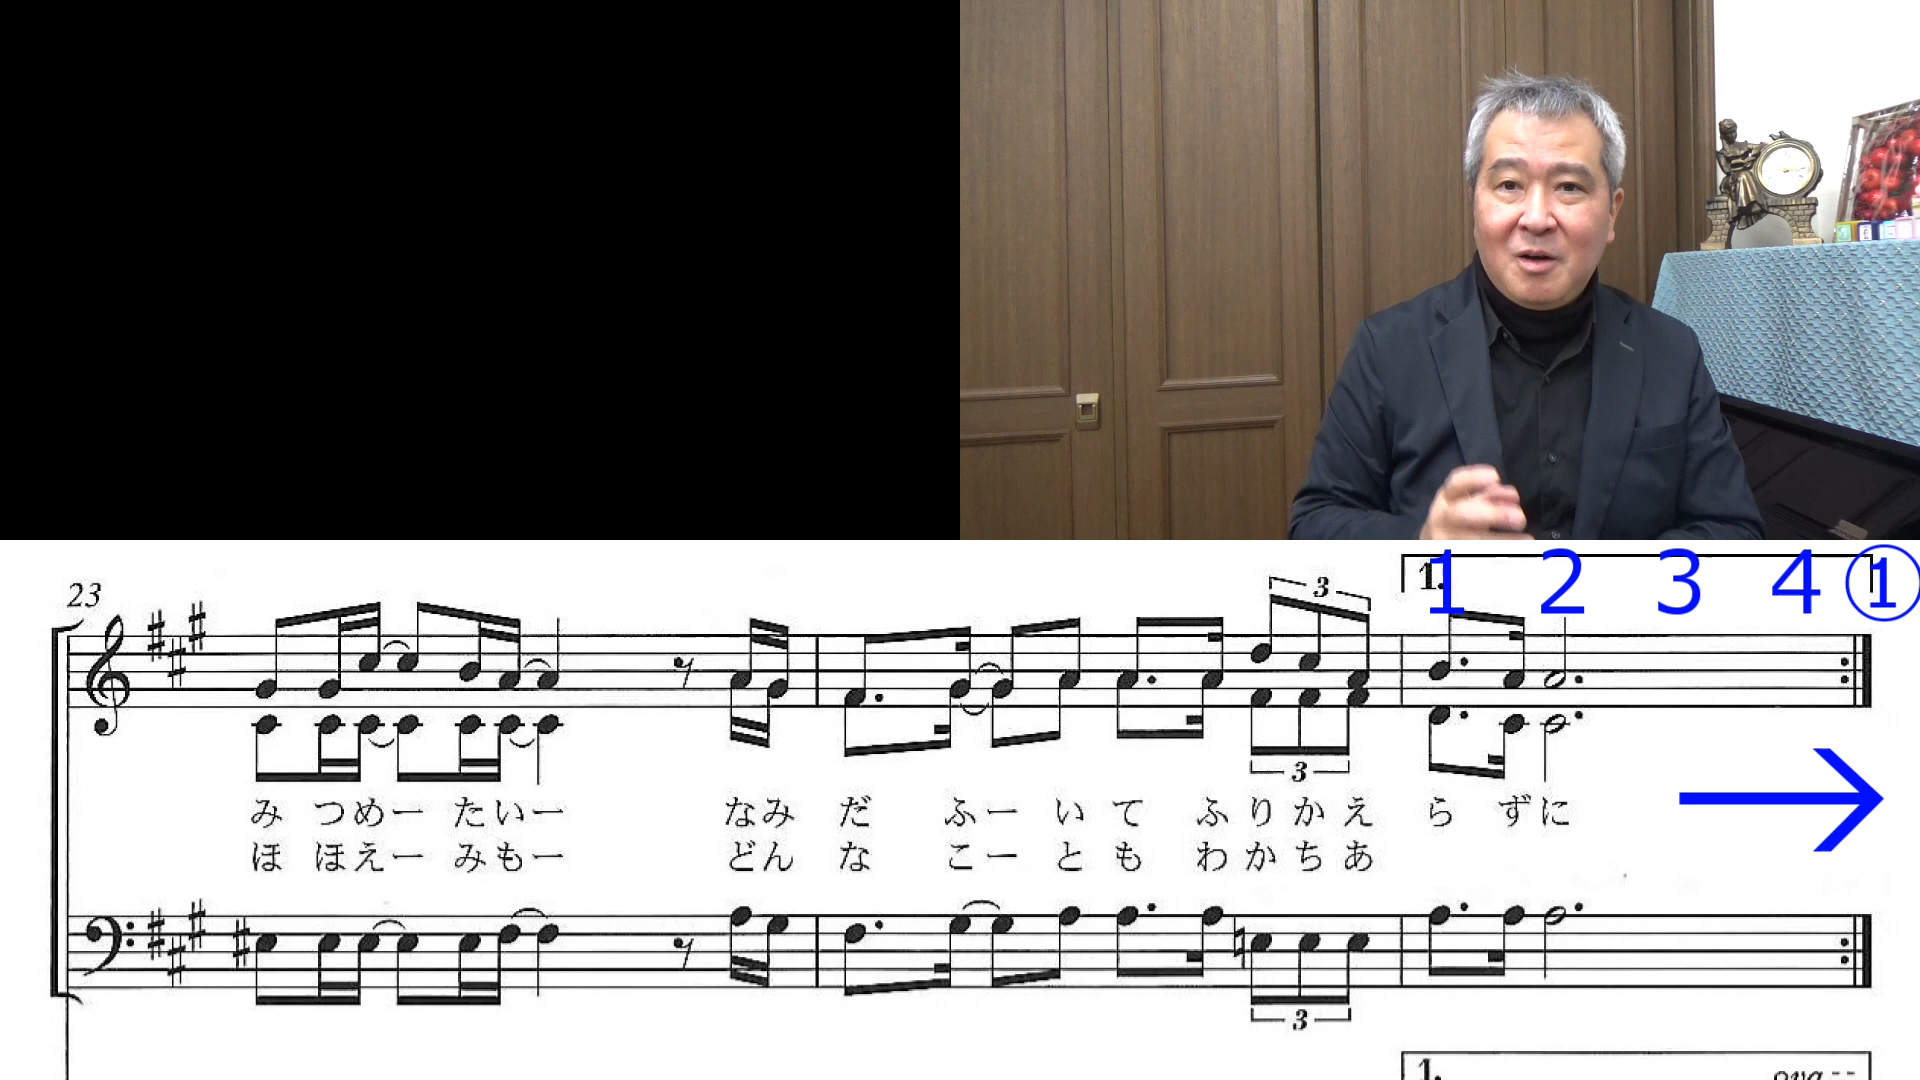 1. 1 2 3 4 ①
23
3
3
み つめー たいー なみ だ ふー いて ふりかえ ら ずに
ほ ほえー みもー どん な こー とも わかちあ
3
1.